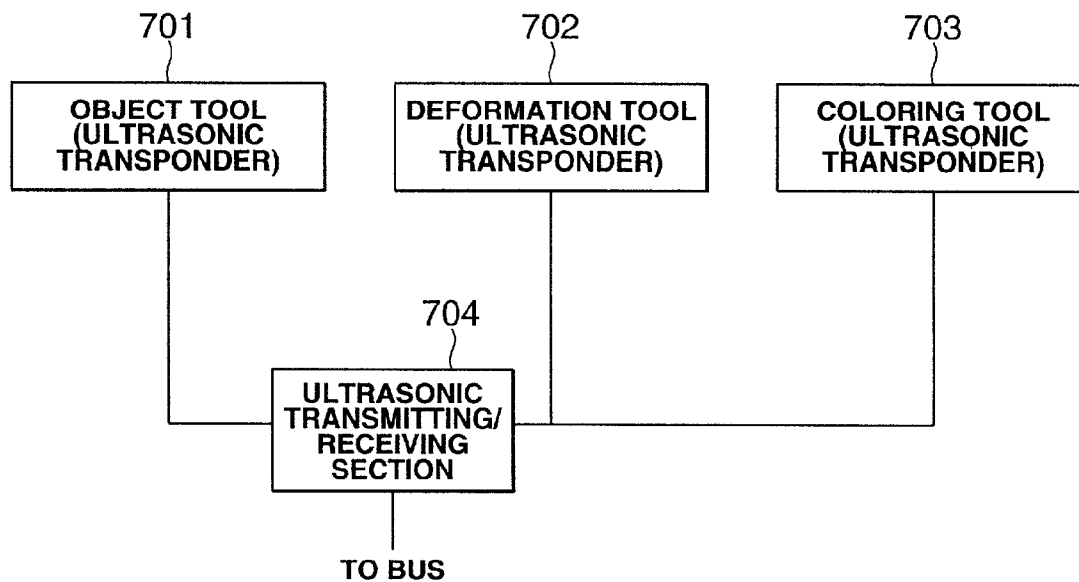 701
702
703
OBJECT TOOL
(ULTRASONIC
TRANSPONDER)
DEFORMATION TOOL
(ULTRASONIC
TRANSPONDER)
COLORING TOOL
(ULTRASONIC
TRANSPONDER)
704
ULTRASONIC
TRANSMITTING/
RECEIVING
SECTION
TO BUS